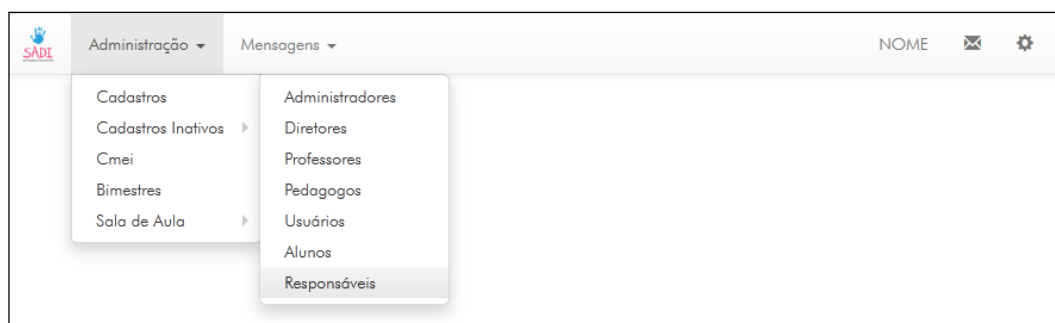 SADI
Administração
Mensagens
NOME
Cadastros
Cadastros Inativos
Cmei
Bimestres
Sala de Aula
Administradores
Diretores
Professores
Pedagogos
Usuários
Alunos
Responsáveis